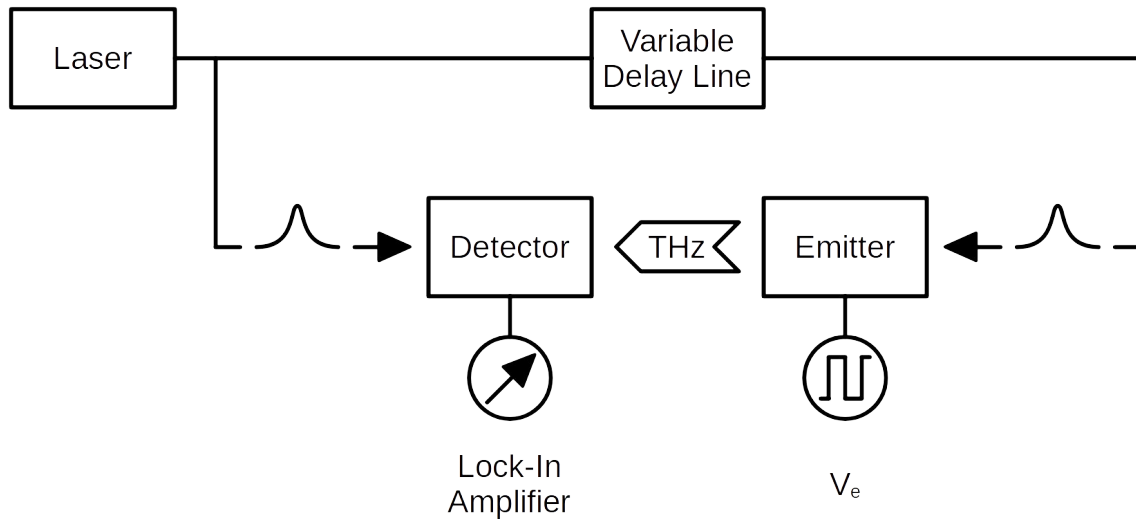 Laser
Variable
Delay Line
Detector
THz
Emitter
Lock-In
Amplifier
Vₑ